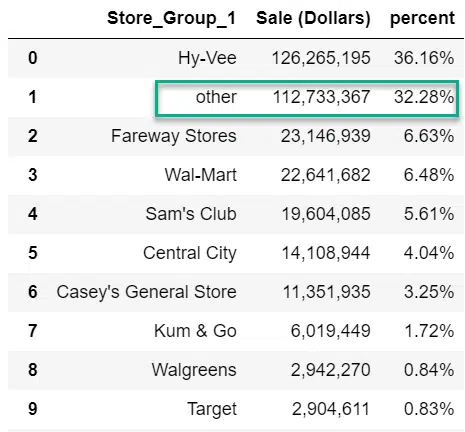 Store_Group_1 Sale (Dollars) percent
0 Hy-Vee 126,265,195 36.16%
1 other 112,733,367 32.28%
2 Fareway Stores 23,146,939 6.63%
3 Wal-Mart 22,641,682 6.48%
4 Sam's Club 19,604,085 5.61%
5 Central City 14,108,944 4.04%
6 Casey's General Store 11,351,935 3.25%
7 Kum & Go 6,019,449 1.72%
8 Walgreens 2,942,270 0.84%
9 Target 2,904,611 0.83%